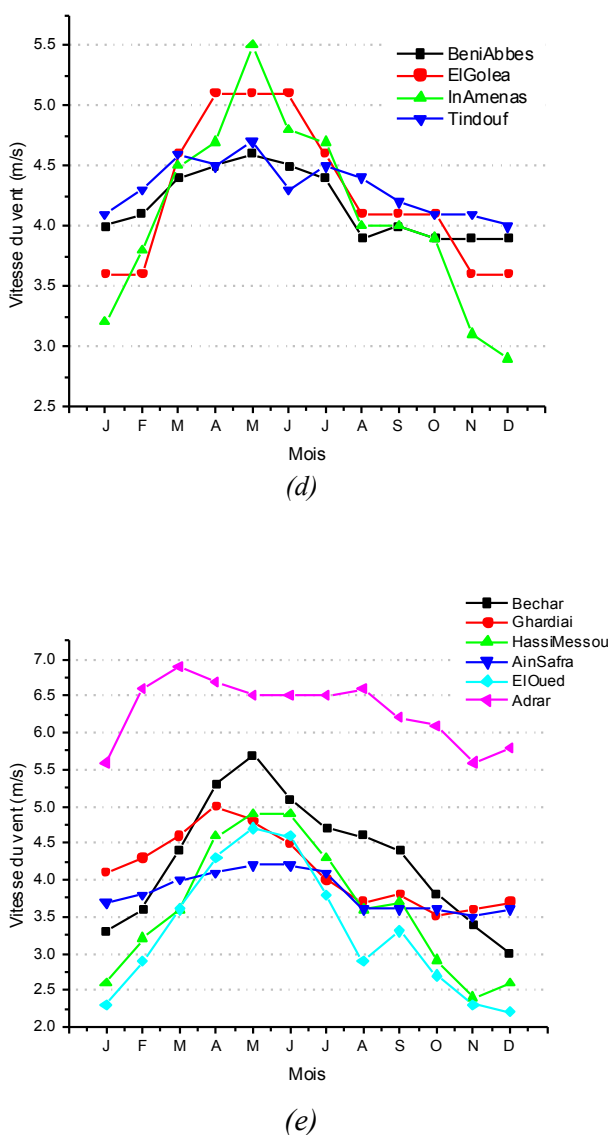 5.5
5.0
4.5
4.0
3.5
3.0
2.5
Vitesse du vent (m/s)
BeniAbbes
ElGolea
InAmenas
Tindouf
J F M A M J J A S O N D
Mois
(d)
Bechar
Ghardiai
HassiMessou
AinSafra
ElOued
Adrar
7.0
6.5
6.0
5.5
5.0
4.5
4.0
3.5
3.0
2.5
2.0
Vitesse du vent (m/s)
J F M A M J J A S O N D
Mois
(e)